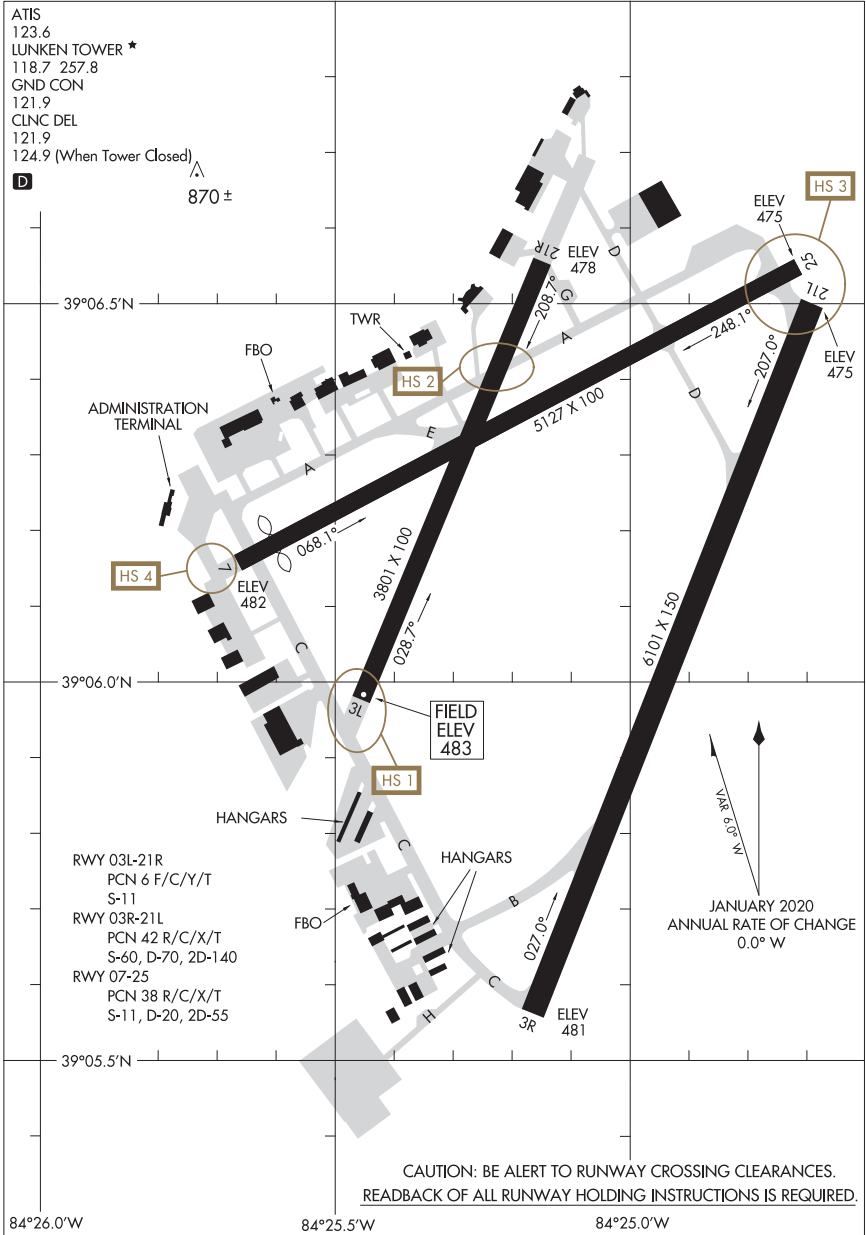 ATIS
123.6
LUNKEN TOWER ★
118.7 257.8
GND CON
121.9
CLNC DEL
121.9
124.9 (When Tower Closed)
D
870 ±
HS 3
ELEV
475
25
21L
ELEV
475
21R
ELEV
478
D
G
208.7°
39°06.5'N
TWR
A
248.1°
207.0°
FBO
HS 2
D
5127 X 100
ADMINISTRATION
TERMINAL
E
A
068.1°
3801 X 100
HS 4
7
ELEV
482
028.7°
6101 X 150
C
39°06.0'N
3L
FIELD
ELEV
483
HS 1
VAR 6.0° W
HANGARS
C
HANGARS
RWY 03L-21R
PCN 6 F/C/Y/T
S-11
RWY 03R-21L
PCN 42 R/C/X/T
S-60, D-70, 2D-140
RWY 07-25
PCN 38 R/C/X/T
S-11, D-20, 2D-55
FBO
B
027.0°
JANUARY 2020
ANNUAL RATE OF CHANGE
0.0° W
C
H
3R
ELEV
481
39°05.5'N
CAUTION: BE ALERT TO RUNWAY CROSSING CLEARANCES.
READBACK OF ALL RUNWAY HOLDING INSTRUCTIONS IS REQUIRED.
84°26.0'W
84°25.5'W
84°25.0'W